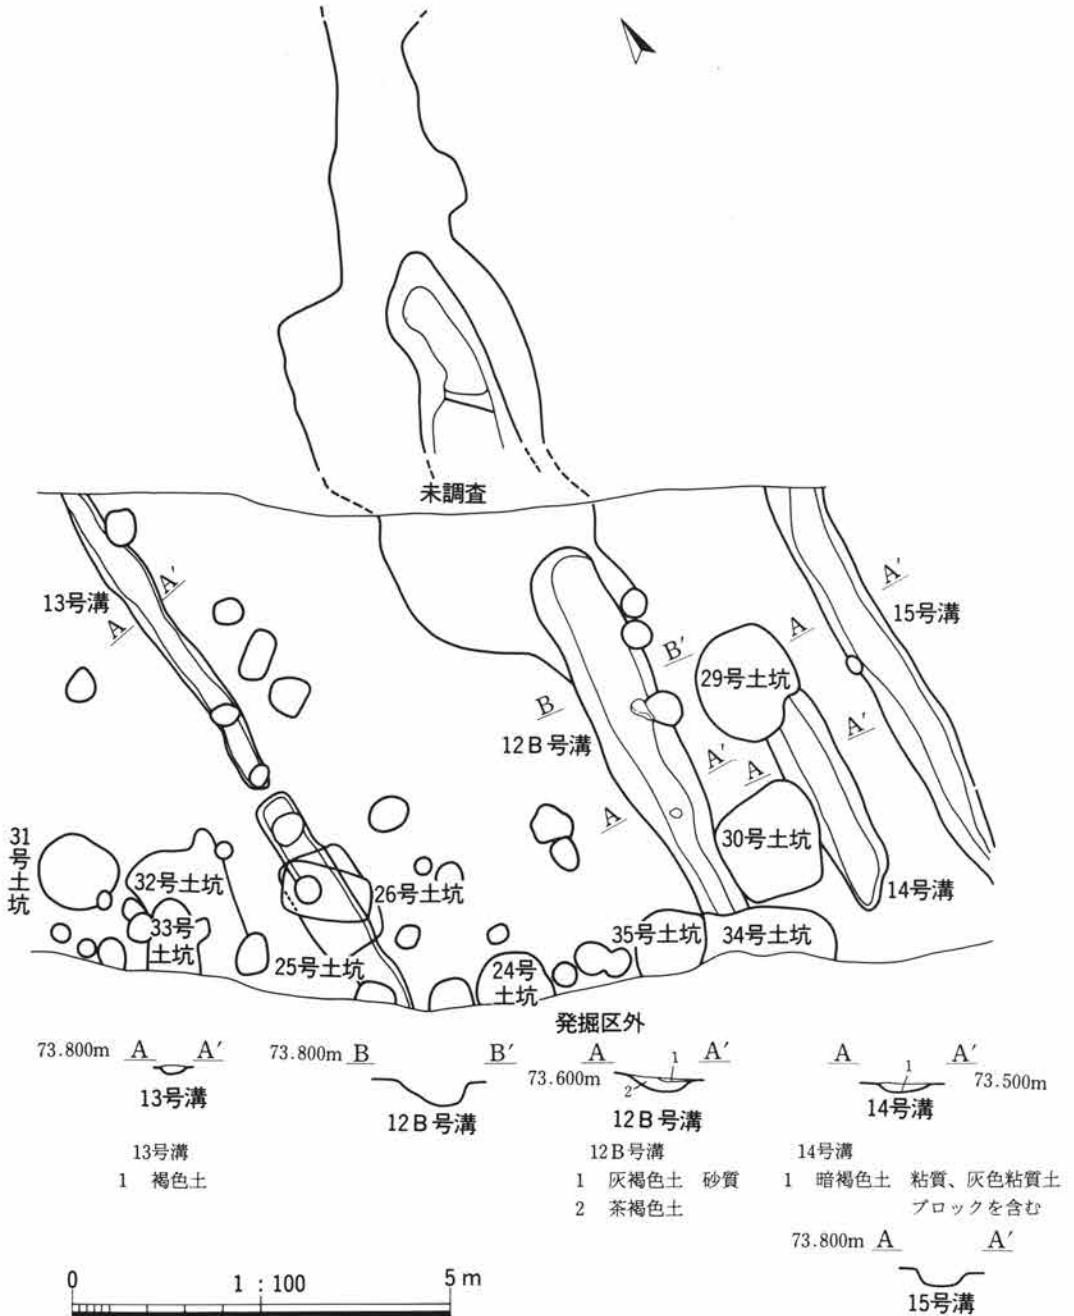 未調査
A'
13号溝
A
A'
15号溝
A
B'
29号土坑
B
A'
12B号溝
A'
A
A
31号土坑
30号土坑
32号土坑
26号土坑
14号溝
33号土坑
35号土坑
34号土坑
25号土坑
24号土坑
発掘区外
73.800m A A'
13号溝
73.800m B B'
12B号溝
A A'
73.600m
1
2
12B号溝
A A'
1
73.500m
14号溝
13号溝
1 褐色土
12B号溝
1 灰褐色土 砂質
2 茶褐色土
14号溝
1 暗褐色土 粘質、灰色粘質土
ブロックを含む
73.800m A A'
15号溝
0 1：100 5m